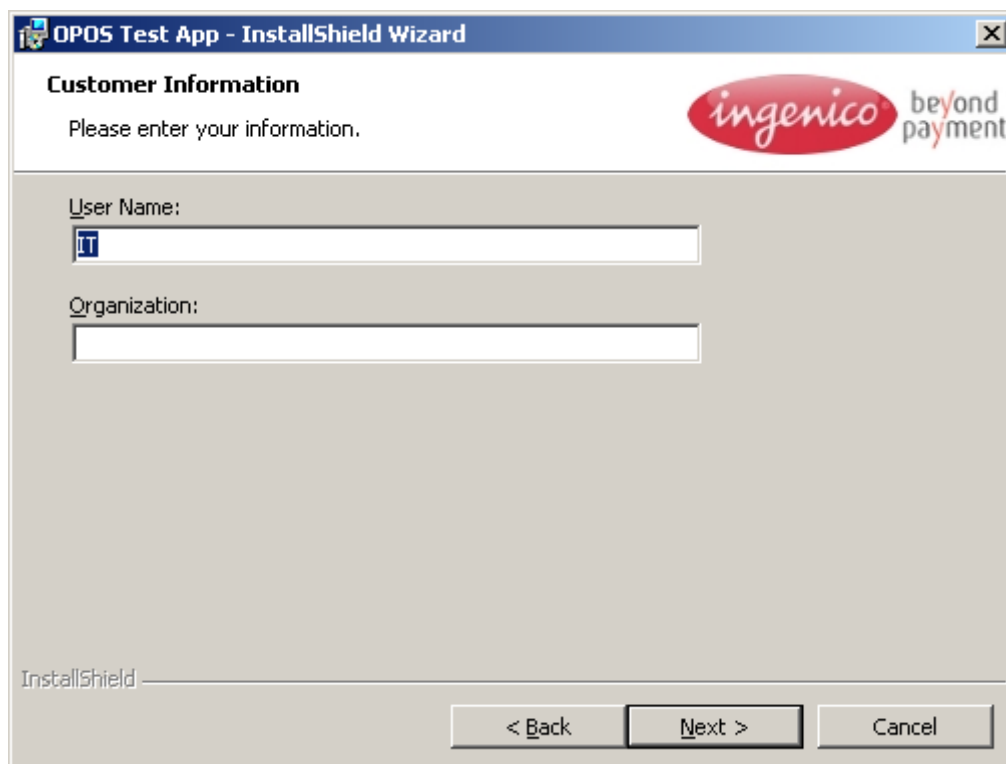 OPOS Test App - InstallShield Wizard
Customer Information
Please enter your information.
ingenico
beyond
payment
User Name:
IT
Organization:
InstallShield
< Back
Next >
Cancel